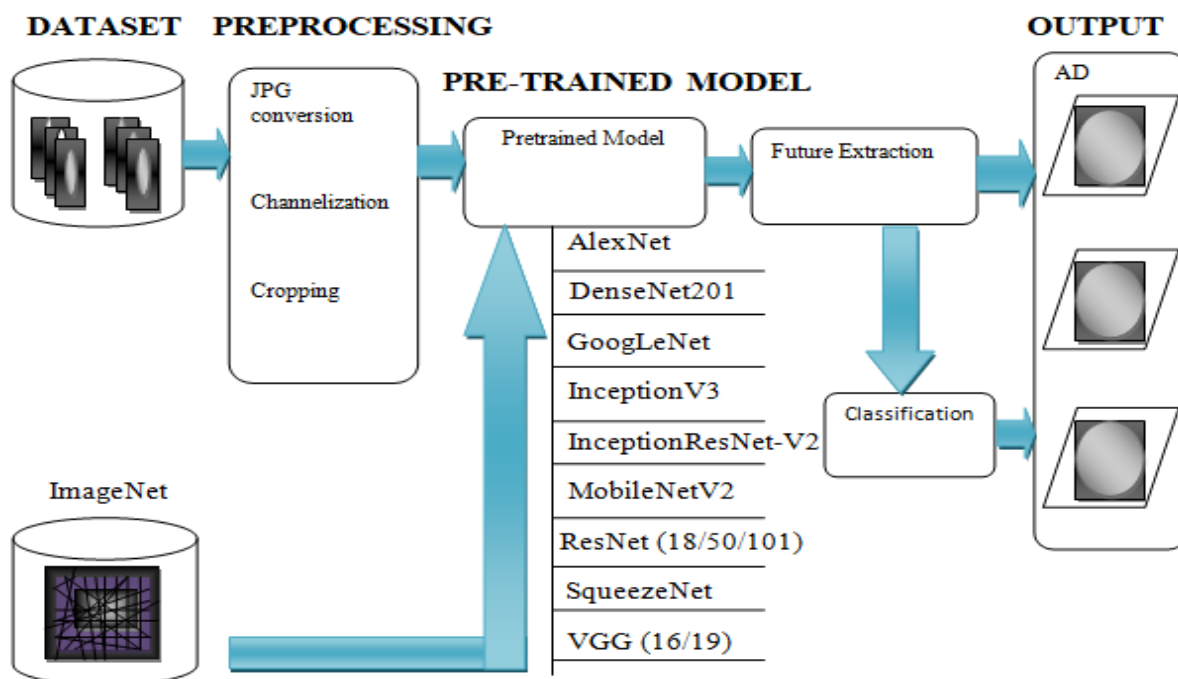 DATASET
PREPROCESSING
OUTPUT
PRE-TRAINED MODEL
JPG
conversion
Channelization
Cropping
Pretrained Model
Future Extraction
AD
AlexNet
DenseNet201
GoogLeNet
InceptionV3
InceptionResNet-V2
MobileNetV2
ResNet (18/50/101)
SqueezeNet
VGG (16/19)
Classification
ImageNet